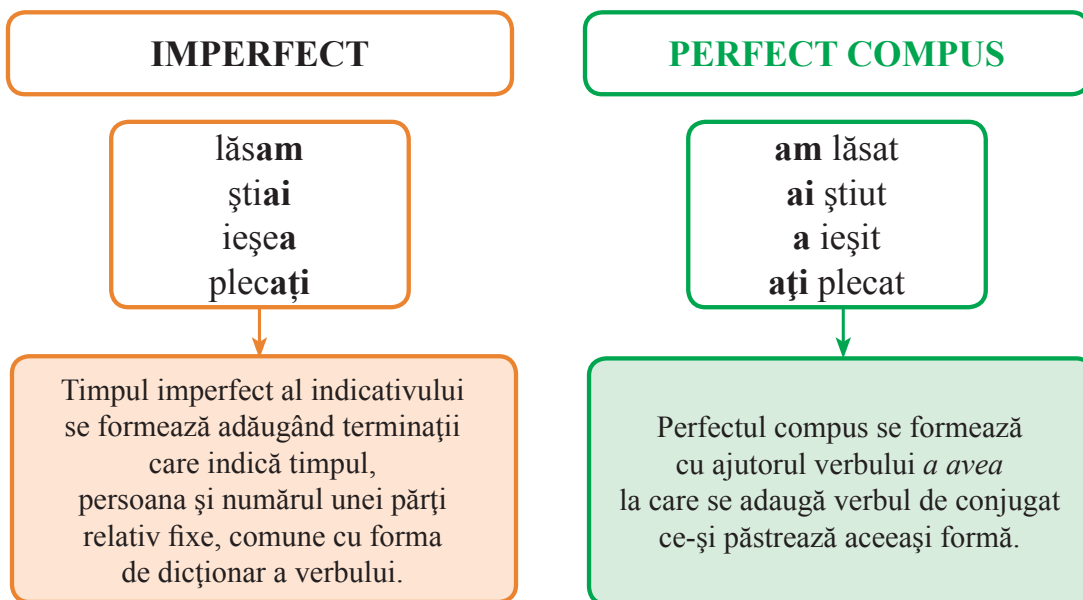 IMPERFECT
lăsam
ştiai
ieşea
plecați
Timpul imperfect al indicativului
se formează adăugând terminaţii
care indică timpul,
persoana şi numărul unei părţi
relativ fixe, comune cu forma
de dicţionar a verbului.
PERFECT COMPUS
am lăsat
ai ştiut
a ieşit
aţi plecat
Perfectul compus se formează
cu ajutorul verbului a avea
la care se adaugă verbul de conjugat
ce-şi păstrează aceeaşi formă.